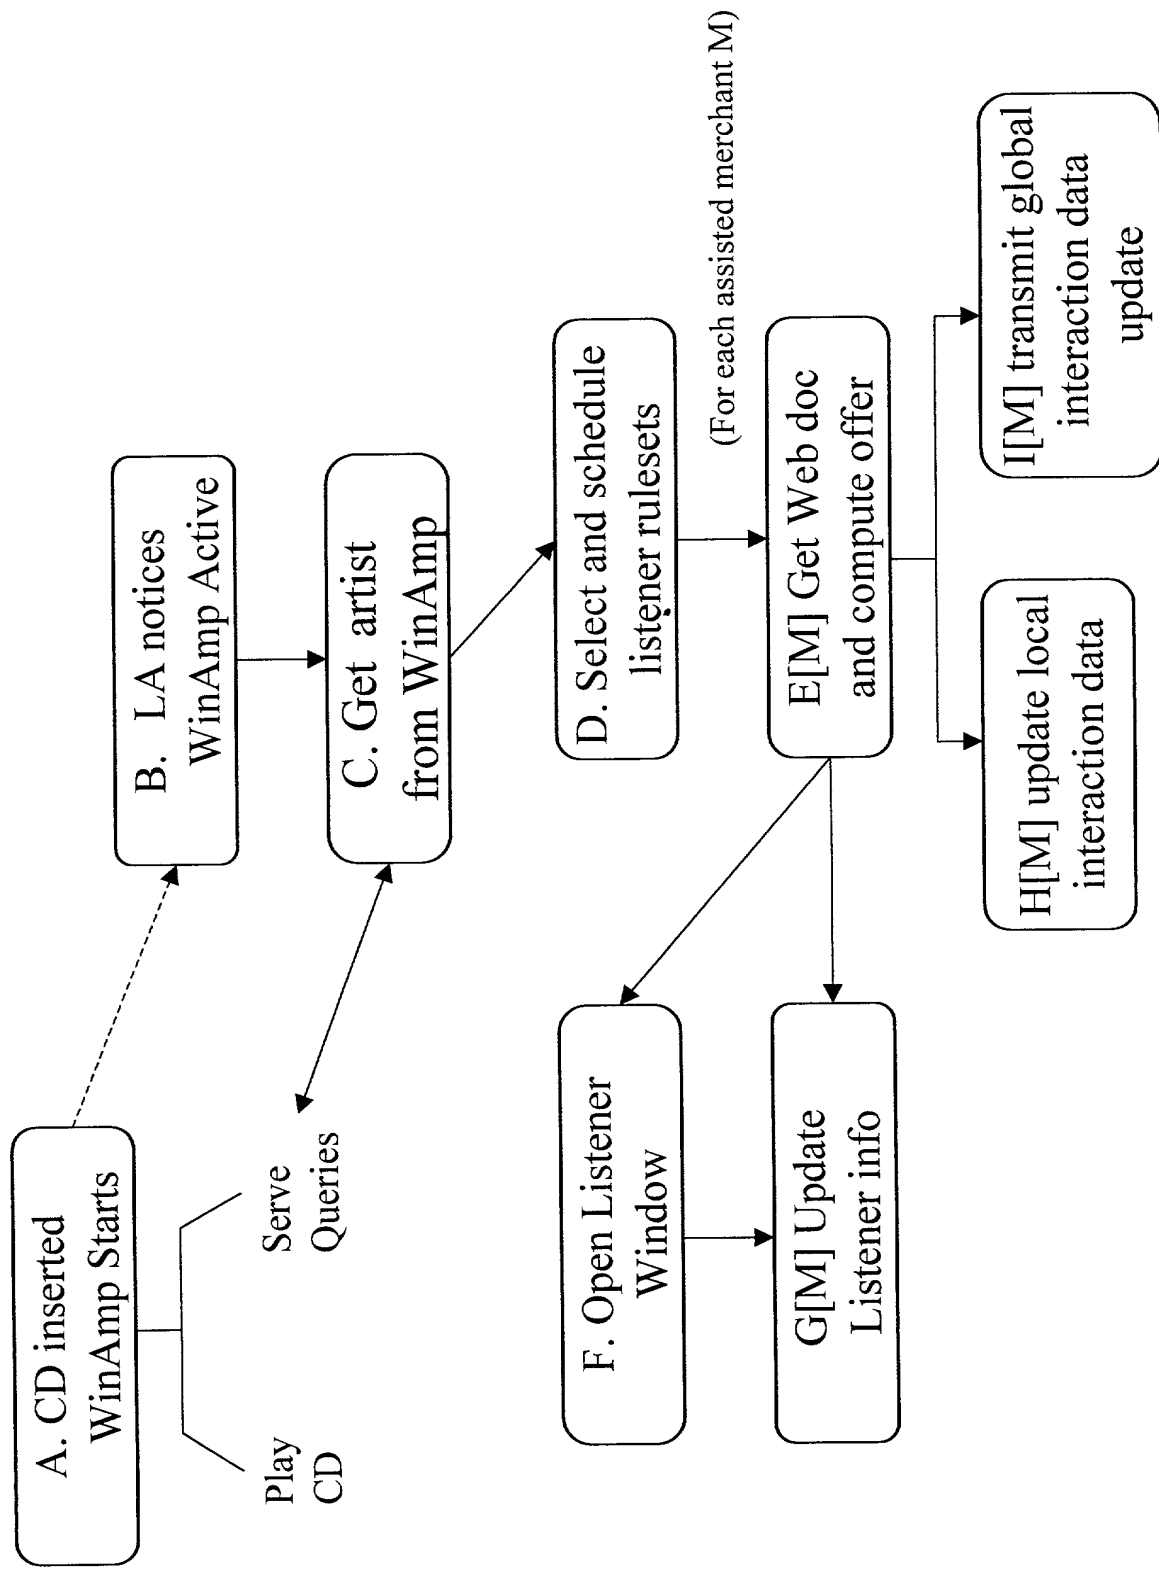 A. CD inserted
WinAmp Starts
Play
CD
Serve
Queries
B. LA notices
WinAmp Active
C. Get artist
from WinAmp
D. Select and schedule
listener rulesets
(For each assisted merchant M)
E[M] Get Web doc
and compute offer
F. Open Listener
Window
G[M] Update
Listener info
H[M] update local
interaction data
I[M] transmit global
interaction data
update